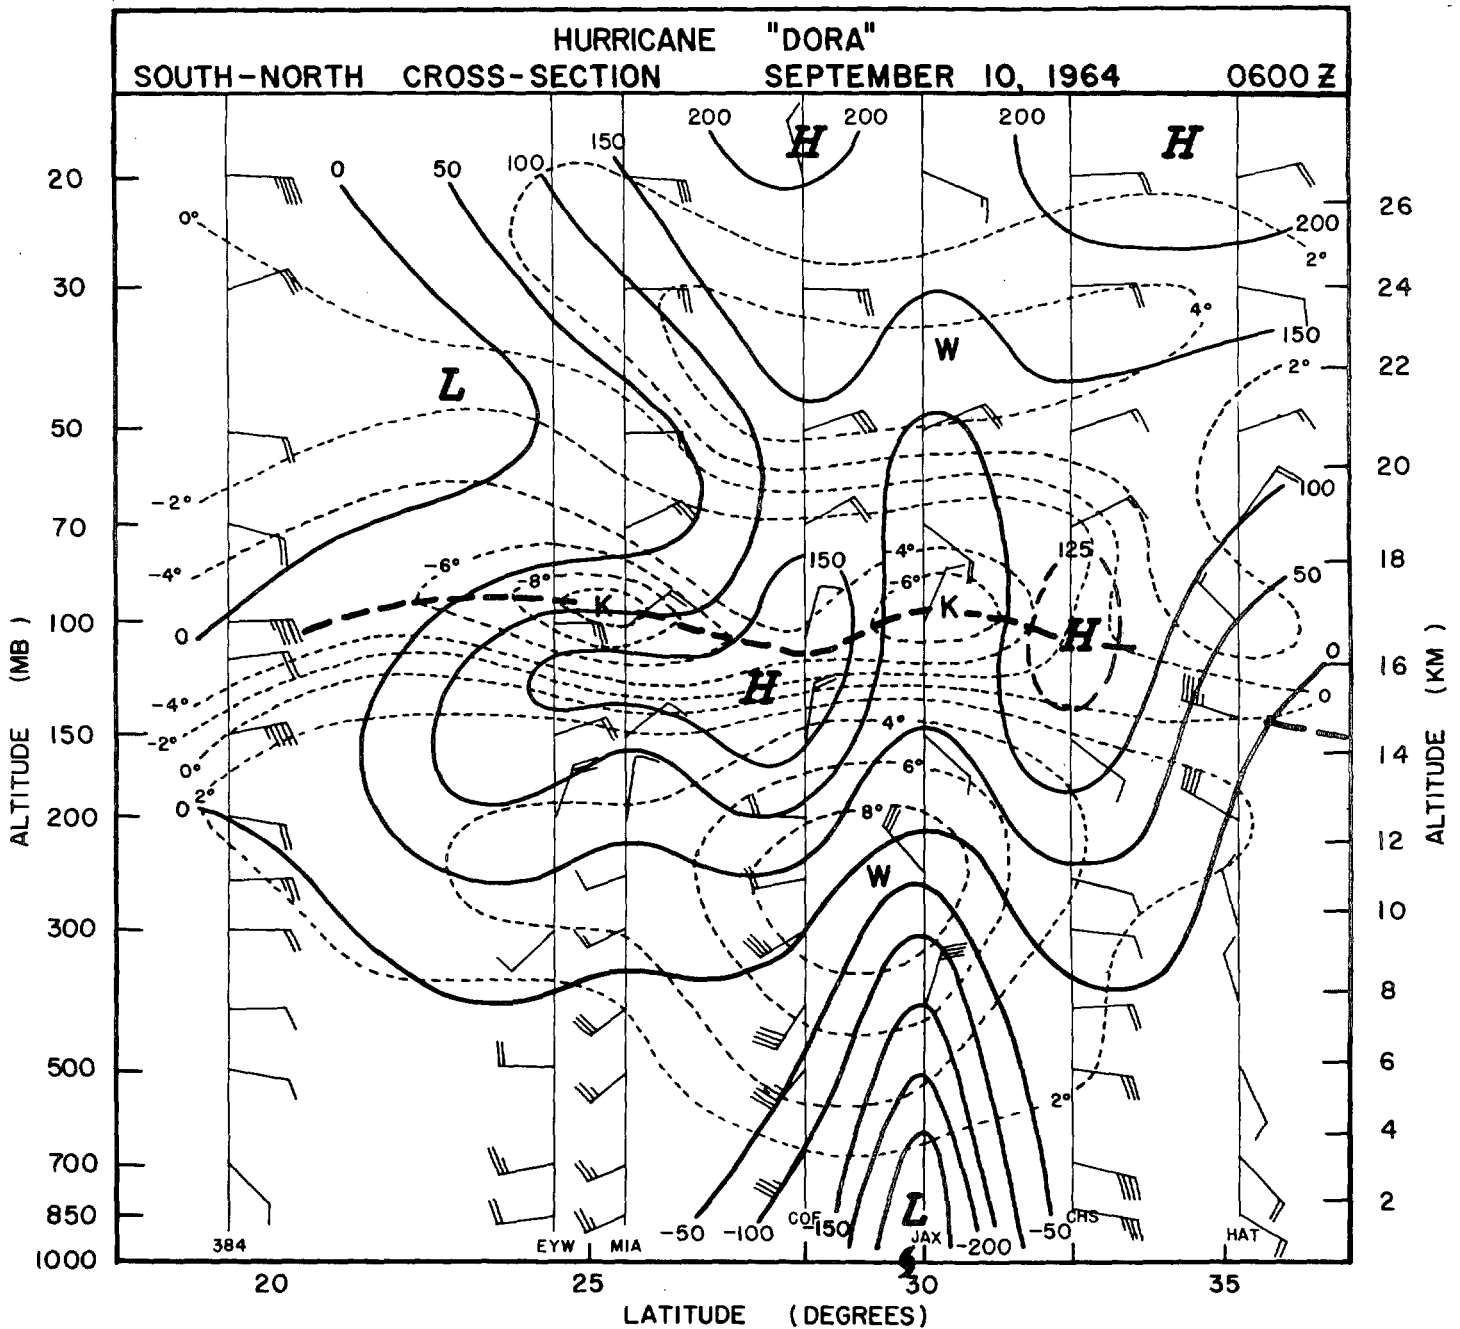 HURRICANE "DORA"
SOUTH-NORTH CROSS-SECTION SEPTEMBER 10, 1964 0600 Z
200 H 200 200 H
0 50 100 150
20
26
0°
200
2°
30
24
4°
150
W
L
22
2°
50
20
-2°
100
70
125
18
-4° -6° -8° 150 -4° -6°
50
K K
100
0 H
0
16
H
-4°
0
-2°
150
4°
14
0°
6°
2°
0
200
8°
12
W
10
300
8
500
6
2°
4
700
2
850
L
COF CHS
-50 -100 -150 JAX -200 -50 HAT
384 EYW MIA
1000
20 25 30 35
LATITUDE (DEGREES)
ALTITUDE (MB)
ALTITUDE (KM)